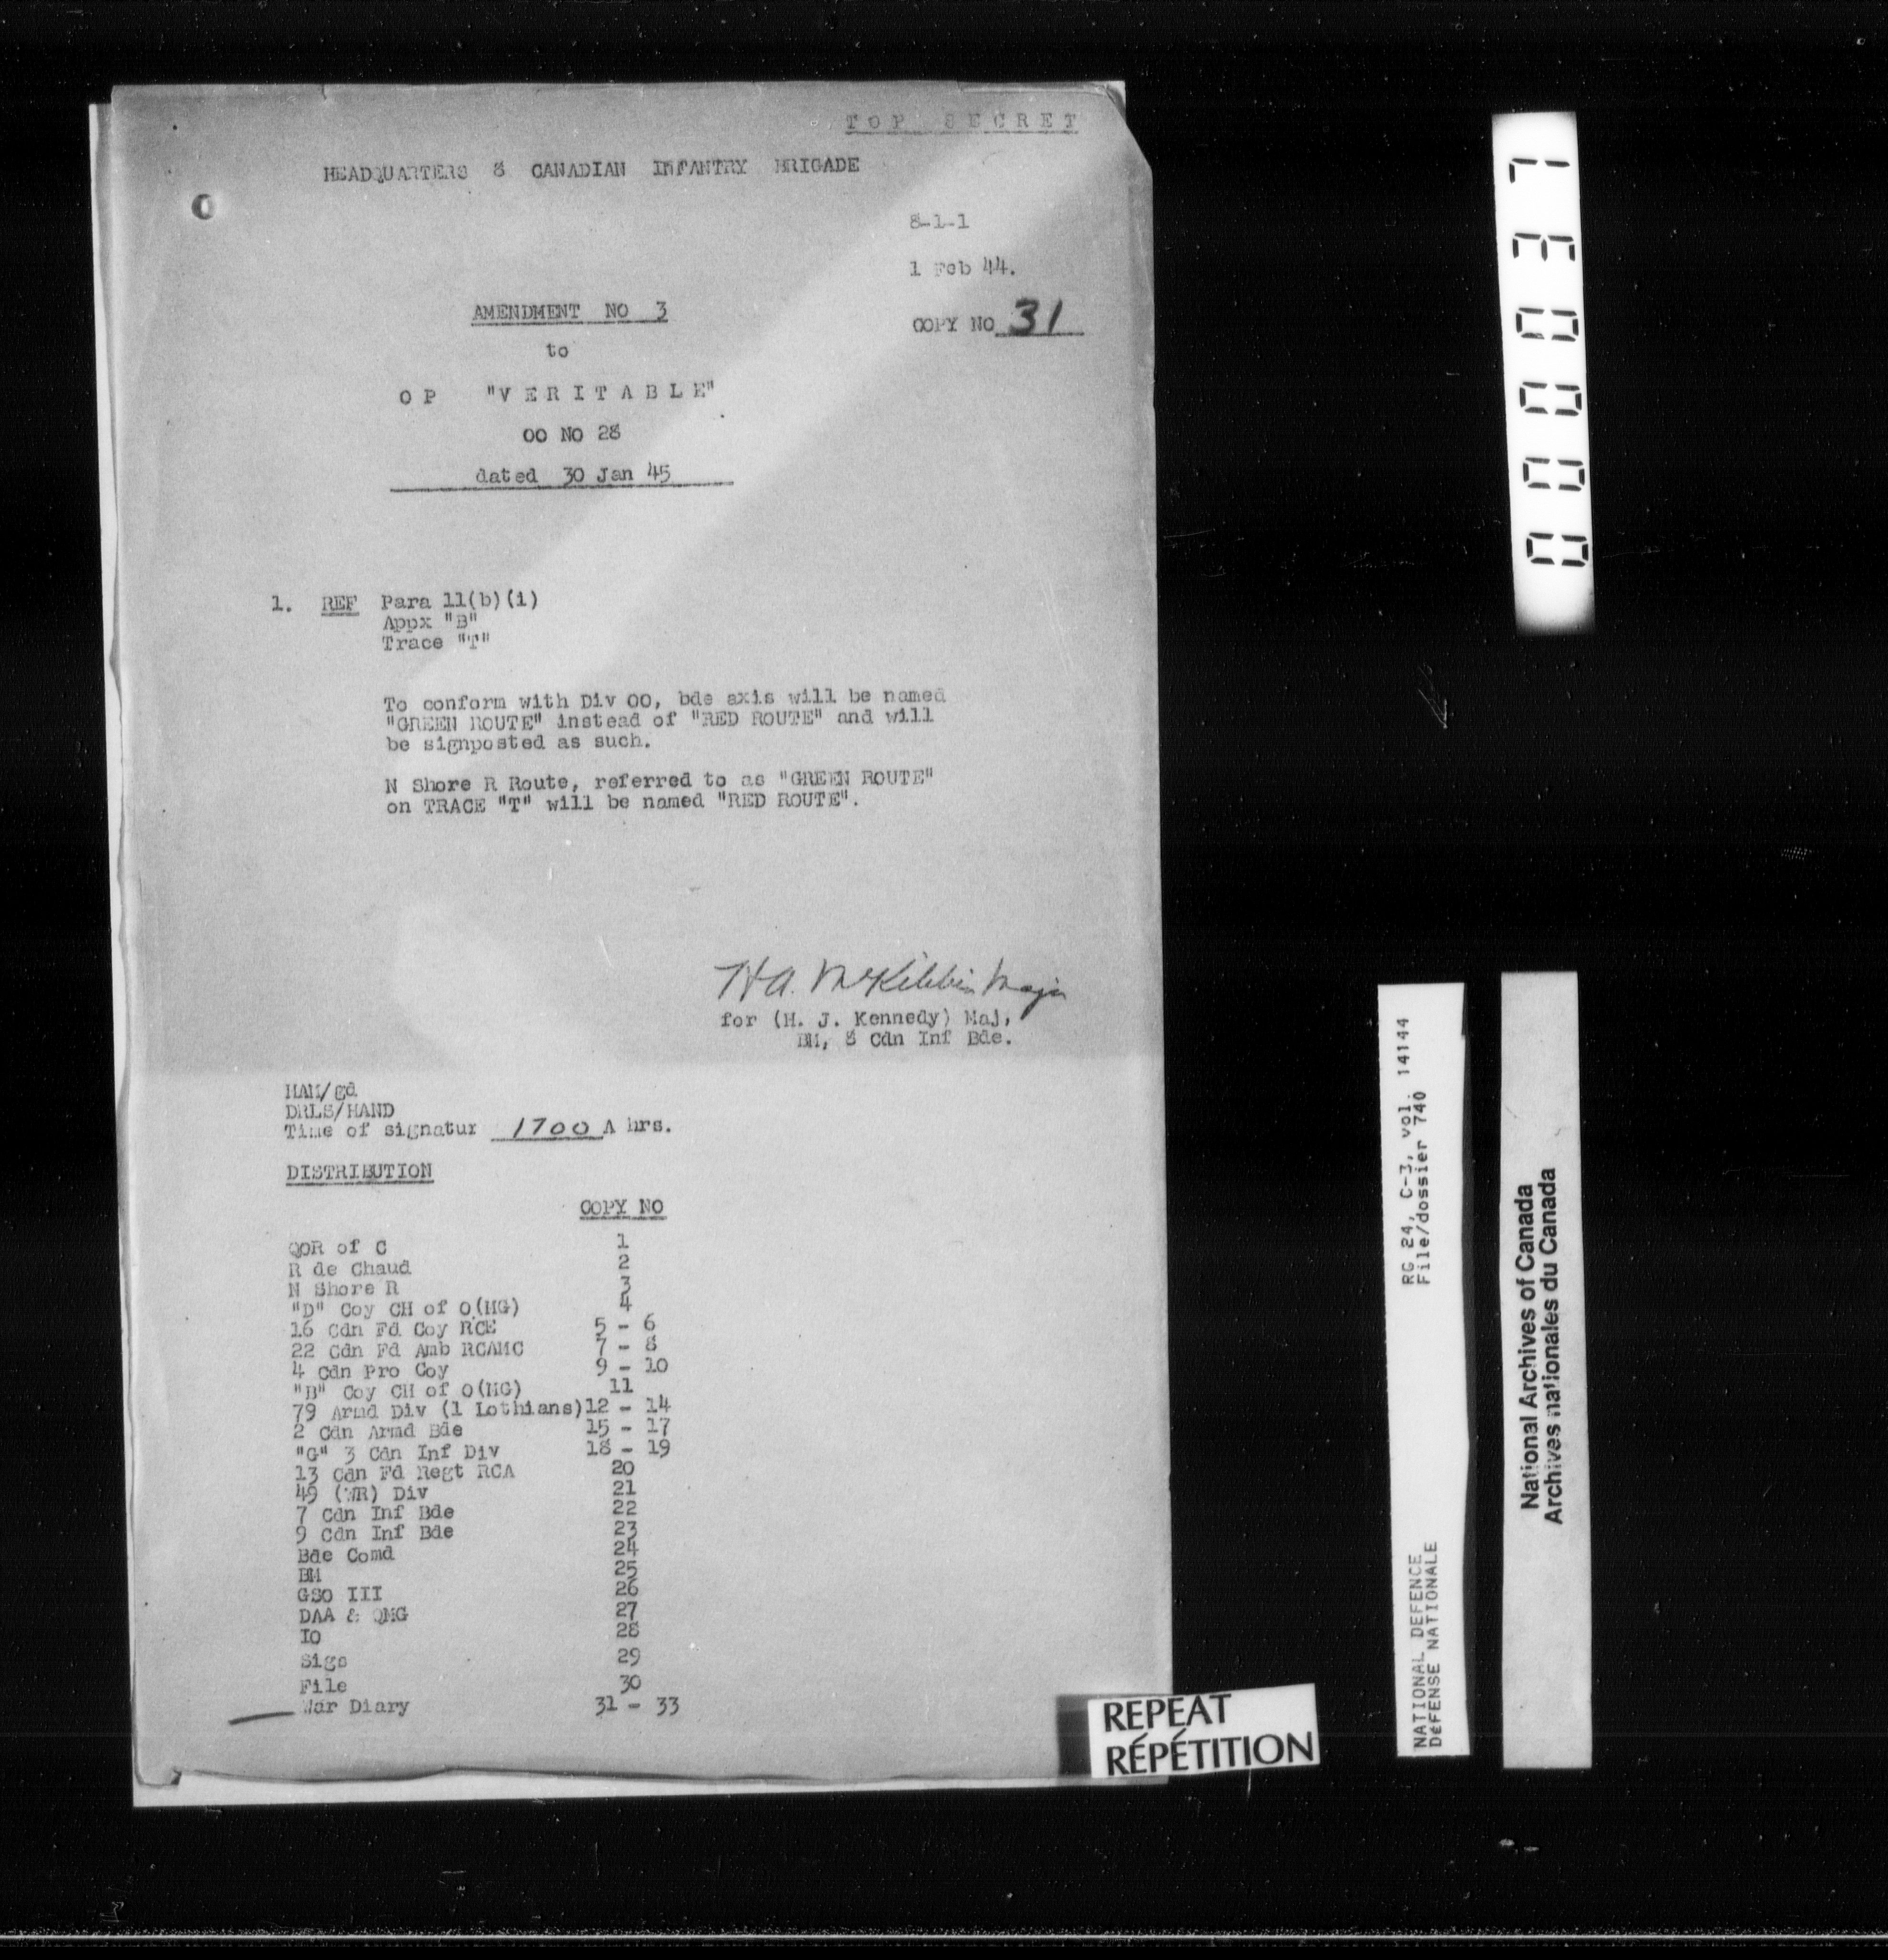 TOP SECRET
HEADQUARTERS 8 CANADIAN INFANTRY BRIGADE
8-1-1
1 Feb 44.
AMENDMENT NO 3
COPY NO 31
to
OP "VERITABLE"
OO NO 28
dated 30 Jan 45
1. REF Para 11(b)(i)
Appx "B"
Trace "T"
To conform with Div OO, bde axis will be named
"GREEN ROUTE" instead of "RED ROUTE" and will
be signposted as such.
N Shore R Route, referred to as "GREEN ROUTE"
on TRACE "T" will be named "RED ROUTE".
HA. McKibbin Major
for (H. J. Kennedy) Maj,
BM, 8 Cdn Inf Bde.
HAM/gd
DRLS/HAND
Time of signatur 1700 A hrs.
DISTRIBUTION
COPY NO
QOR of C 1
R de Chaud 2
N Shore R 3
"D" Coy CH of O(MG) 4
16 Cdn Fd Coy RCE 5 - 6
22 Cdn Fd Amb RCAMC 7 - 8
4 Cdn Pro Coy 9 - 10
"B" Coy CH of O(MG) 11
79 Armd Div (1 Lothians) 12 - 14
2 Cdn Armd Bde 15 - 17
"G" 3 Cdn Inf Div 18 - 19
13 Cdn Fd Regt RCA 20
49 (WR) Div 21
7 Cdn Inf Bde 22
9 Cdn Inf Bde 23
Bde Comd 24
BM 25
GSO III 26
DAA & QMG 27
IO 28
Sigs 29
File 30
War Diary 31 - 33
REPEAT
RÉPÉTITION
000037
RG 24, C-3, vol. 14144
File/dossier 740
NATIONAL DEFENCE
DéFENSE NATIONALE
National Archives of Canada
Archives nationales du Canada